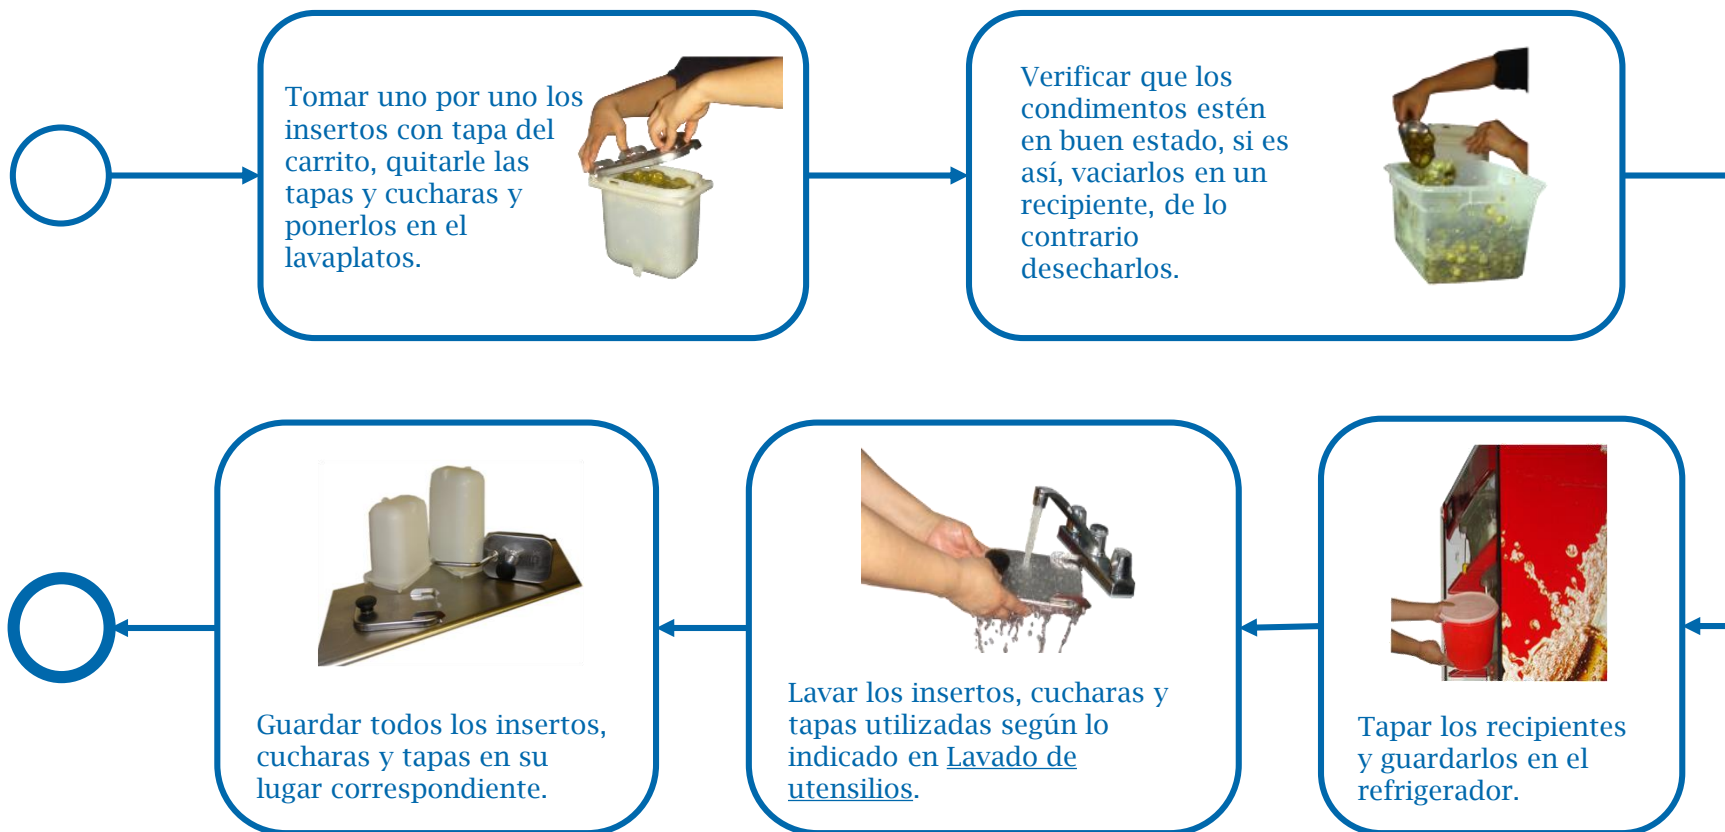 Tomar uno por uno los
insertos con tapa del
carrito, quitarle las
tapas y cucharas y
ponerlos en el
lavaplatos.
Verificar que los
condimentos estén
en buen estado, si es
así, vaciarlos en un
recipiente, de lo
contrario
desecharlos.
Tapar los recipientes
y guardarlos en el
refrigerador.
Lavar los insertos, cucharas y
tapas utilizadas según lo
indicado en Lavado de
utensilios.
Guardar todos los insertos,
cucharas y tapas en su
lugar correspondiente.